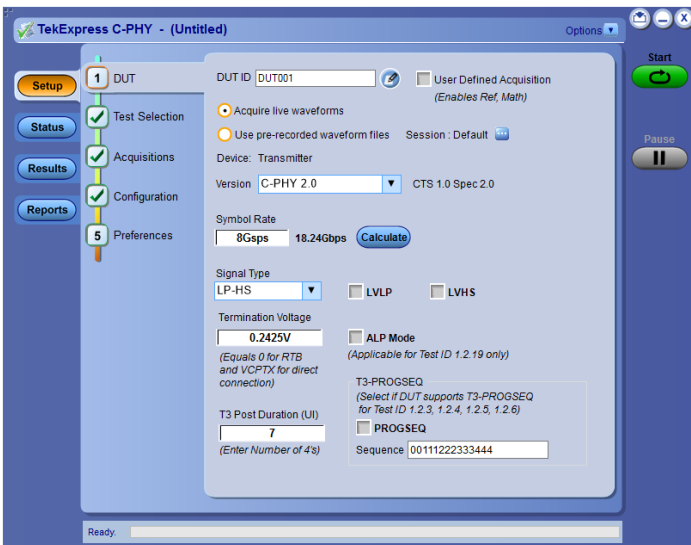 TekExpress C-PHY - (Untitled)
Options
Start
Setup
Status
Results
Reports
Pause
1 DUT
Test Selection
Acquisitions
Configuration
5 Preferences
DUT ID DUT001
User Defined Acquisition
(Enables Ref, Math)
Acquire live waveforms
Use pre-recorded waveform files Session : Default
Device: Transmitter
Version C-PHY 2.0 CTS 1.0 Spec 2.0
Symbol Rate
8Gsps 18.24Gbps Calculate
Signal Type
LP-HS LVLP LVHS
Termination Voltage
0.2425V
(Equals 0 for RTB
and VCPTX for direct
connection)
ALP Mode
(Applicable for Test ID 1.2.19 only)
T3 Post Duration (UI)
7
(Enter Number of 4's)
T3-PROGSEQ
(Select if DUT supports T3-PROGSEQ
for Test ID 1.2.3, 1.2.4, 1.2.5, 1.2.6)
PROGSEQ
Sequence 00111222333444
Ready.